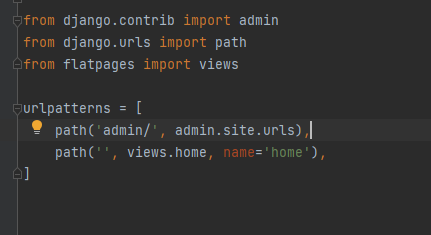 from django.contrib import admin
from django.urls import path
from flatpages import views

urlpatterns = [
    path('admin/', admin.site.urls),
    path('', views.home, name='home'),
]